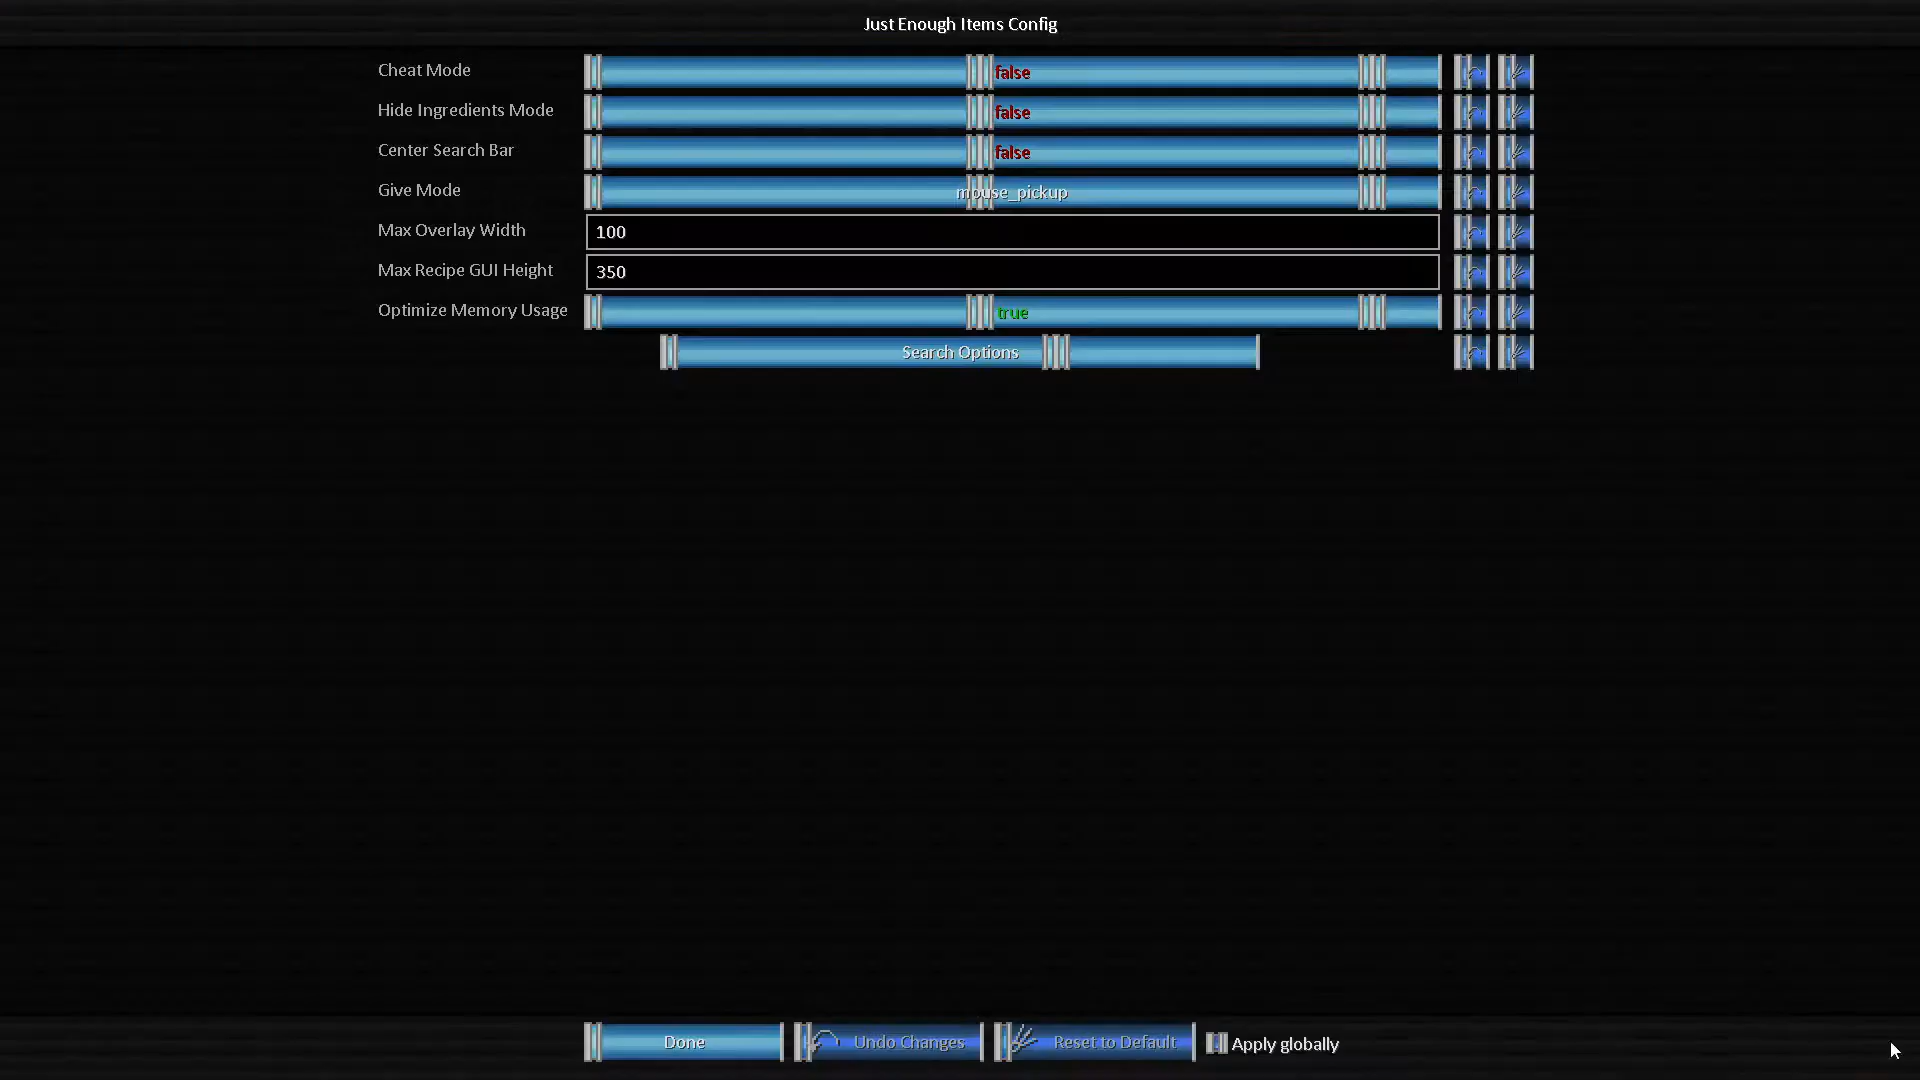 Just Enough Items Config
Cheat Mode false
Hide Ingredients Mode false
Center Search Bar false
Give Mode mouse_pickup
Max Overlay Width 100
Max Recipe GUI Height 350
Optimize Memory Usage true
Search Options
Done Undo Changes Reset to Default Apply globally